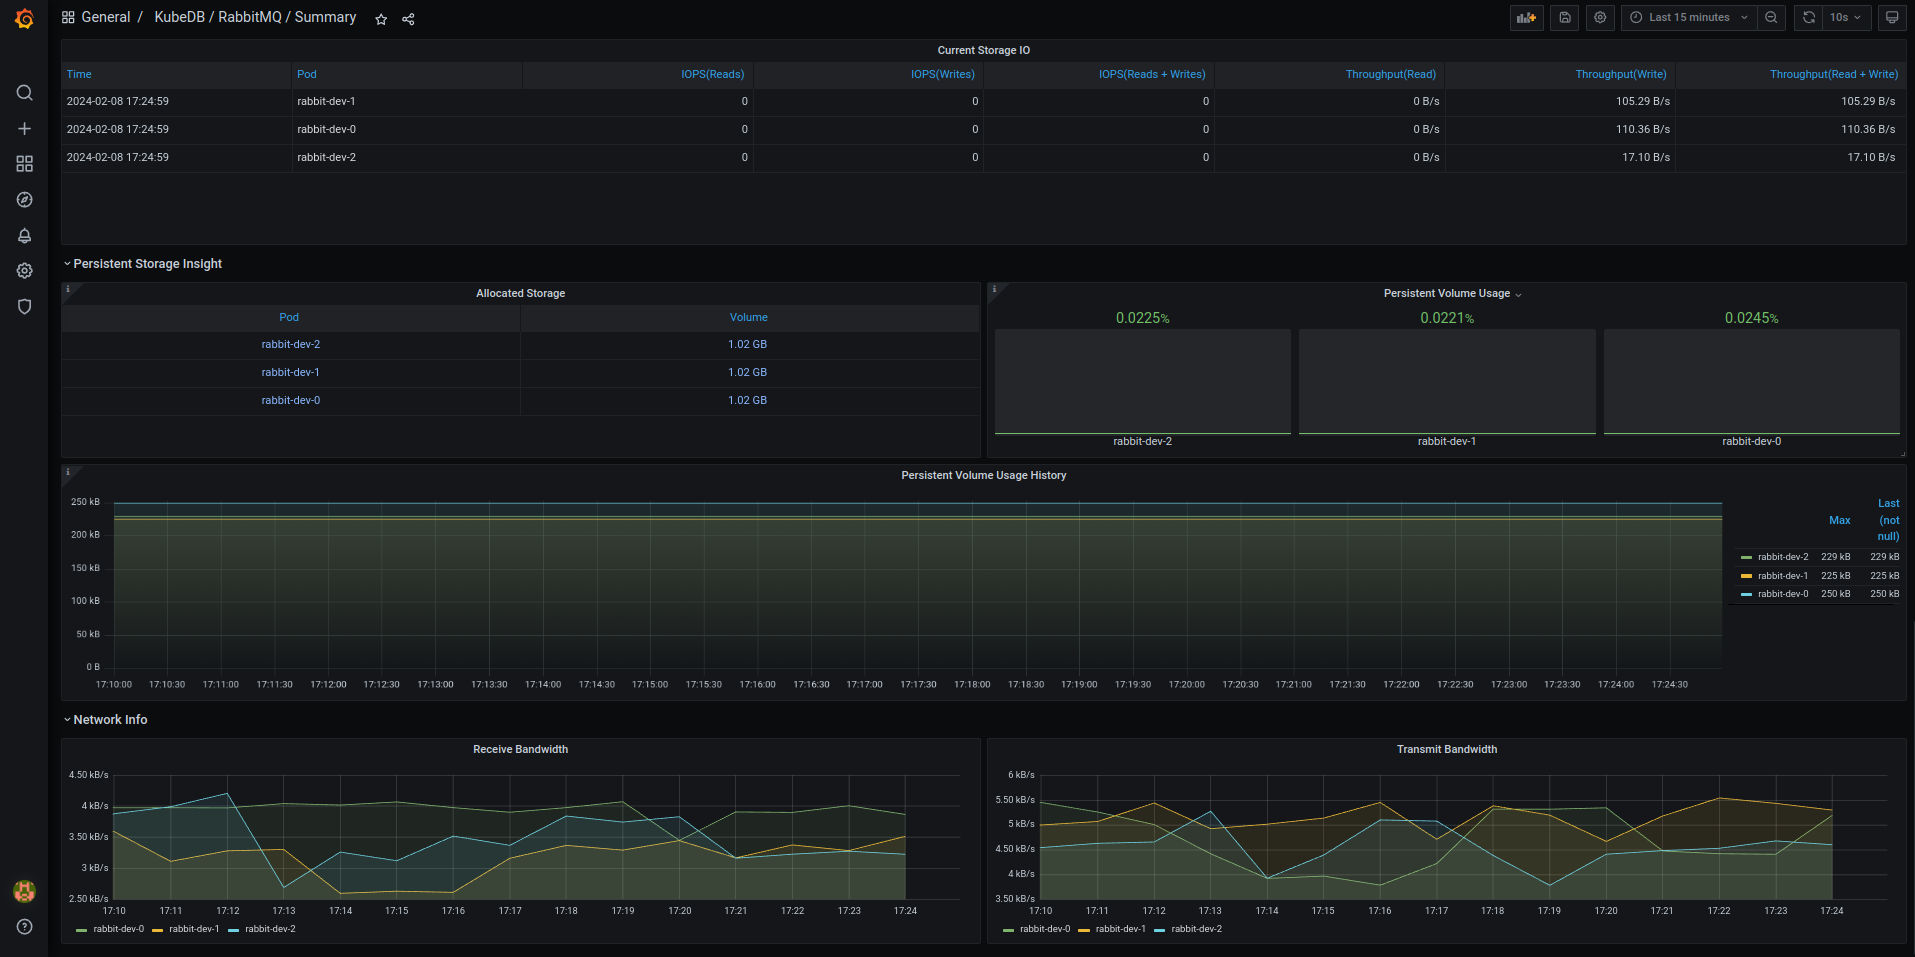 General / KubeDB / RabbitMQ / Summary
Last 15 minutes
10s
Current Storage IO
Time Pod IOPS(Reads) IOPS(Writes) IOPS(Reads + Writes) Throughput(Read) Throughput(Write) Throughput(Read + Write)
2024-02-08 17:24:59 rabbit-dev-1 0 0 0 0 B/s 105.29 B/s 105.29 B/s
2024-02-08 17:24:59 rabbit-dev-0 0 0 0 0 B/s 110.36 B/s 110.36 B/s
2024-02-08 17:24:59 rabbit-dev-2 0 0 0 0 B/s 17.10 B/s 17.10 B/s
Persistent Storage Insight
Allocated Storage
Pod Volume
rabbit-dev-2 1.02 GB
rabbit-dev-1 1.02 GB
rabbit-dev-0 1.02 GB
Persistent Volume Usage
0.0225% 0.0221% 0.0245%
rabbit-dev-2 rabbit-dev-1 rabbit-dev-0
Persistent Volume Usage History
250 kB
200 kB
150 kB
100 kB
50 kB
0 B
17:10:00 17:10:30 17:11:00 17:11:30 17:12:00 17:12:30 17:13:00 17:13:30 17:14:00 17:14:30 17:15:00 17:15:30 17:16:00 17:16:30 17:17:00 17:17:30 17:18:00 17:18:30 17:19:00 17:19:30 17:20:00 17:20:30 17:21:00 17:21:30 17:22:00 17:22:30 17:23:00 17:23:30 17:24:00 17:24:30
Last
Max (not
null)
rabbit-dev-2 229 kB 229 kB
rabbit-dev-1 225 kB 225 kB
rabbit-dev-0 250 kB 250 kB
Network Info
Receive Bandwidth
4.50 kB/s
4 kB/s
3.50 kB/s
3 kB/s
2.50 kB/s
17:10 17:11 17:12 17:13 17:14 17:15 17:16 17:17 17:18 17:19 17:20 17:21 17:22 17:23 17:24
rabbit-dev-0 rabbit-dev-1 rabbit-dev-2
Transmit Bandwidth
6 kB/s
5.50 kB/s
5 kB/s
4.50 kB/s
4 kB/s
3.50 kB/s
17:10 17:11 17:12 17:13 17:14 17:15 17:16 17:17 17:18 17:19 17:20 17:21 17:22 17:23 17:24
rabbit-dev-0 rabbit-dev-1 rabbit-dev-2